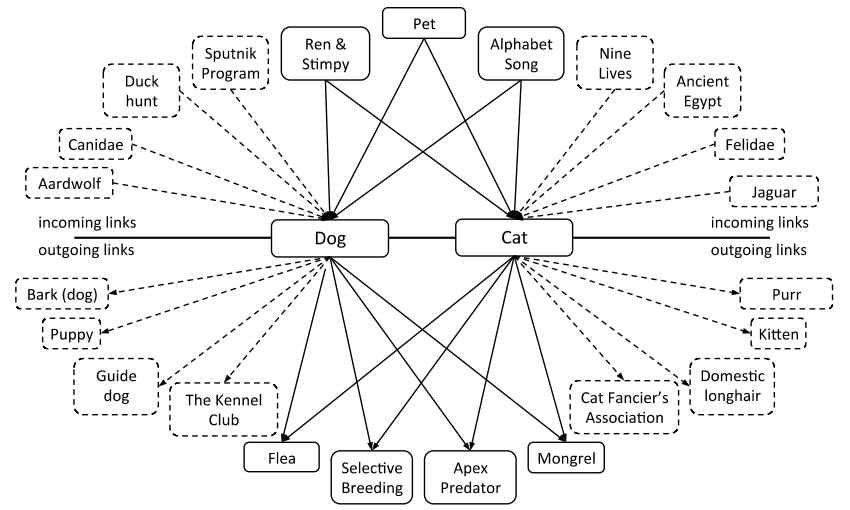 Pet
Sputnik
Program
Ren &
Stimpy
Alphabet
Song
Nine
Lives
Duck
hunt
Ancient
Egypt
Canidae
Felidae
Aardwolf
Jaguar
incoming links
incoming links
Dog
Cat
outgoing links
outgoing links
Bark (dog)
Purr
Puppy
Kitten
Guide
dog
Domestic
longhair
The Kennel
Club
Cat Fancier's
Association
Flea
Selective
Breeding
Apex
Predator
Mongrel